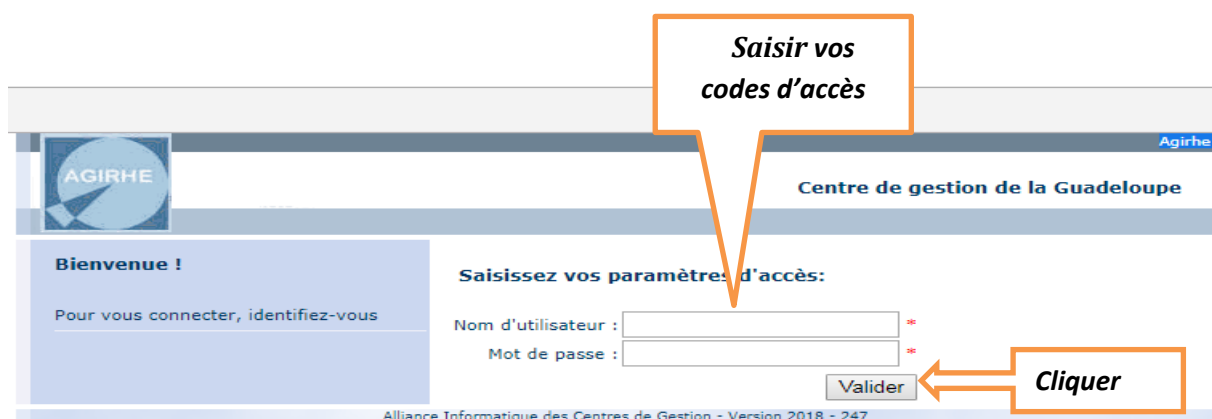 Saisir vos
codes d’accès
Agirhe
AGIRHE
Centre de gestion de la Guadeloupe
Bienvenue !
Saisissez vos paramètres d'accès:
Pour vous connecter, identifiez-vous
Nom d'utilisateur : *
Mot de passe : *
Valider
Cliquer
Alliance Informatique des Centres de Gestion - Version 2018 - 247